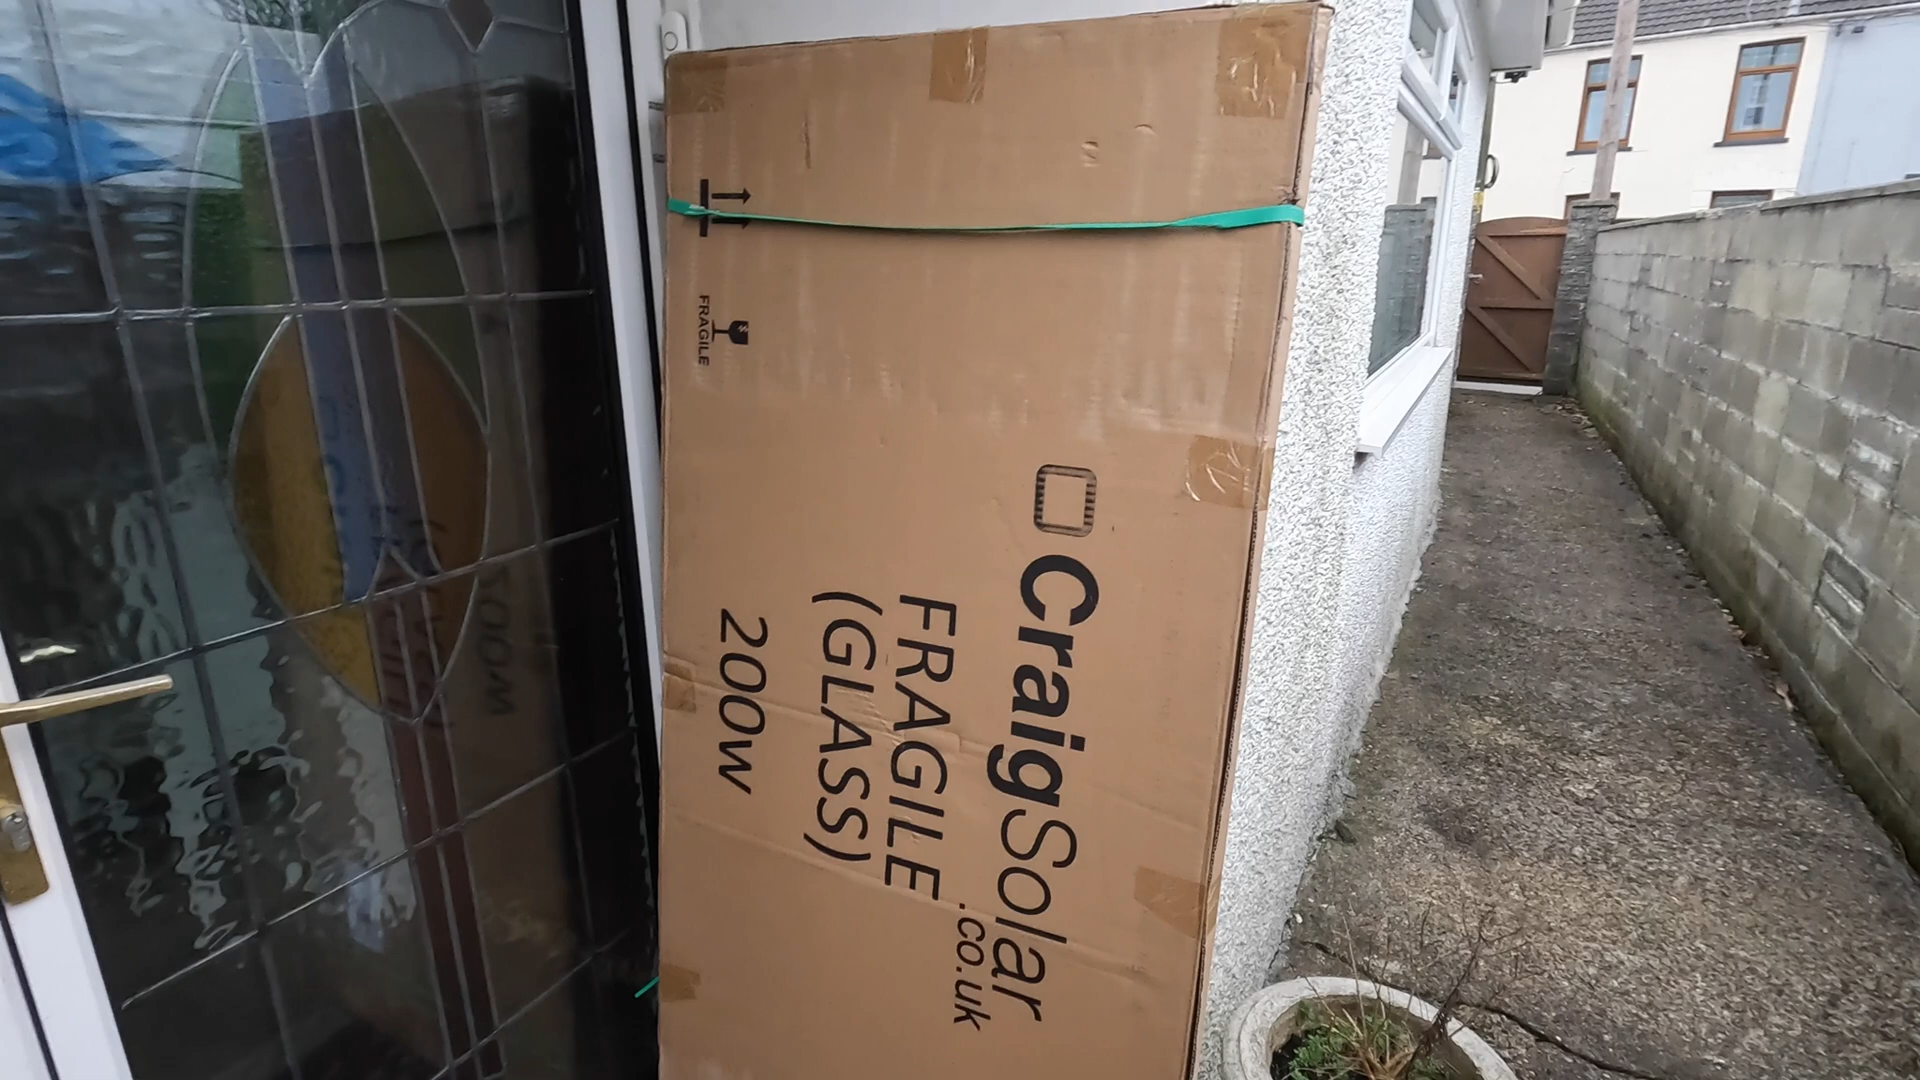 FRAGILE
CraigSolar
.co.uk
FRAGILE
(GLASS)
200w